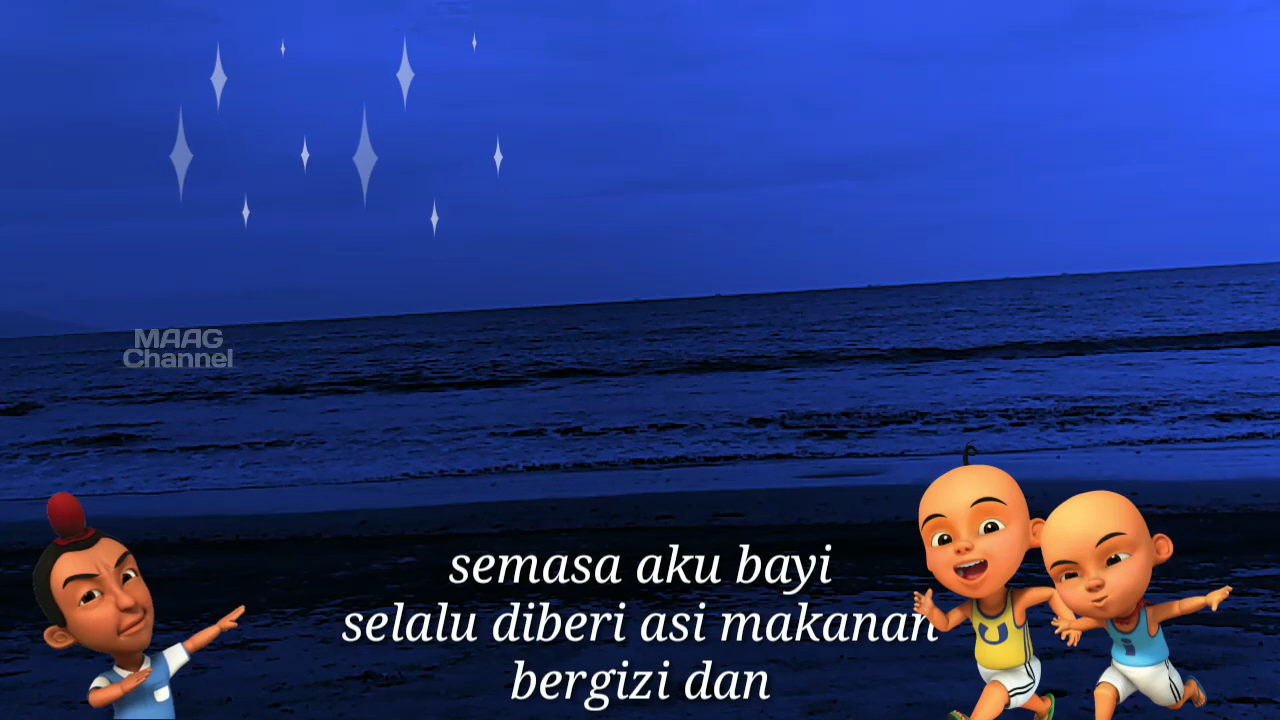 MAAG
Channel
semasa aku bayi
selalu diberi asi makanan
bergizi dan